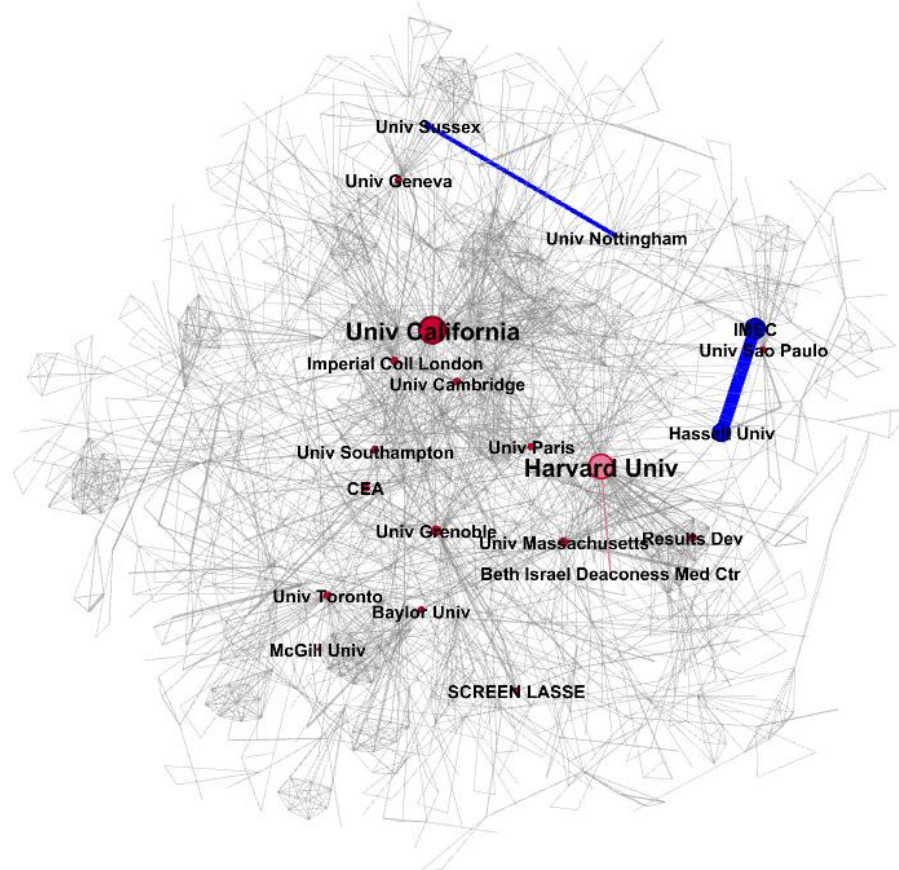 Univ Sussex
Univ Geneva
Univ Nottingham
Univ California
IMEC
Univ Sao Paulo
Imperial Coll London
Univ Cambridge
Hasselt Univ
Univ Southampton
Univ Paris
Harvard Univ
CEA
Univ Grenoble
Univ Massachusetts
Results Dev
Beth Israel Deaconess Med Ctr
Univ Toronto
Baylor Univ
McGill Univ
SCREEN LASSE